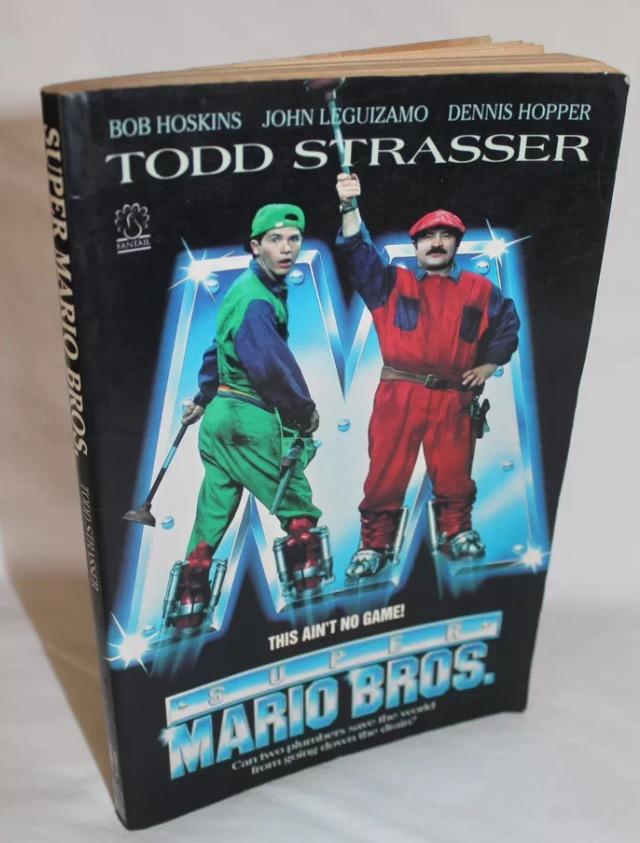 BOB HOSKINS JOHN LEGUIZAMO DENNIS HOPPER
TODD STRASSER
FANTAIL
THIS AIN'T NO GAME!
SUPER
MARIO BROS.
Can two plumbers save the world
from going down the drain?
SUPER MARIO BROS.
TODD STRASSER